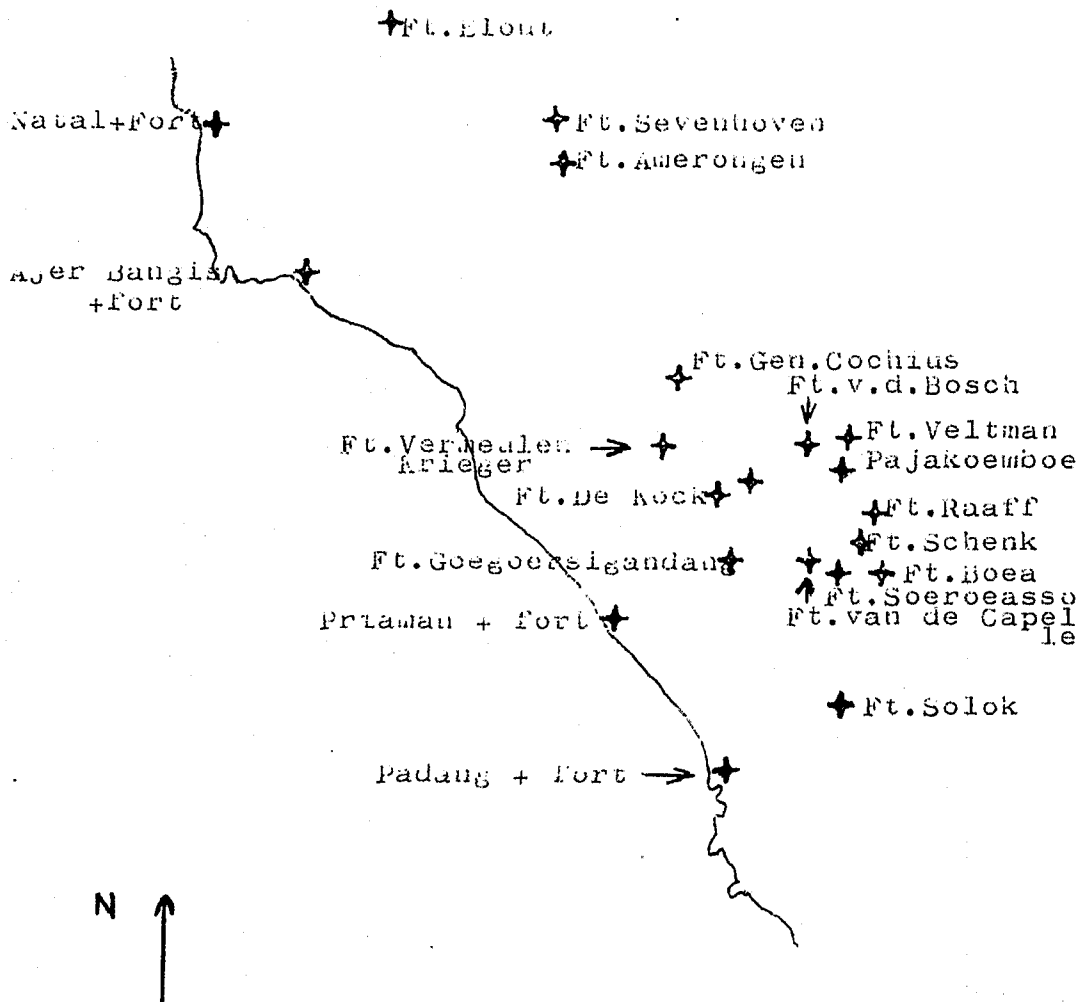 Ft.Elout
Natal+Fort
Ft.Sevenhoven
Ft.Amerongen
Ajer Bangis
+fort
Ft.Gen.Cochius
Ft.v.d.Bosch
Ft.Vermeulen
Krieger
Ft.Veltman
Pajakoemboe
Ft.De Kock
Ft.Raaff
Ft.Schenk
Ft.Goegoersigandang
Ft.Boea
Ft.Soeroeasso
Priaman + fort
Ft.van de Capel
le
Ft.Solok
Padang + fort
N